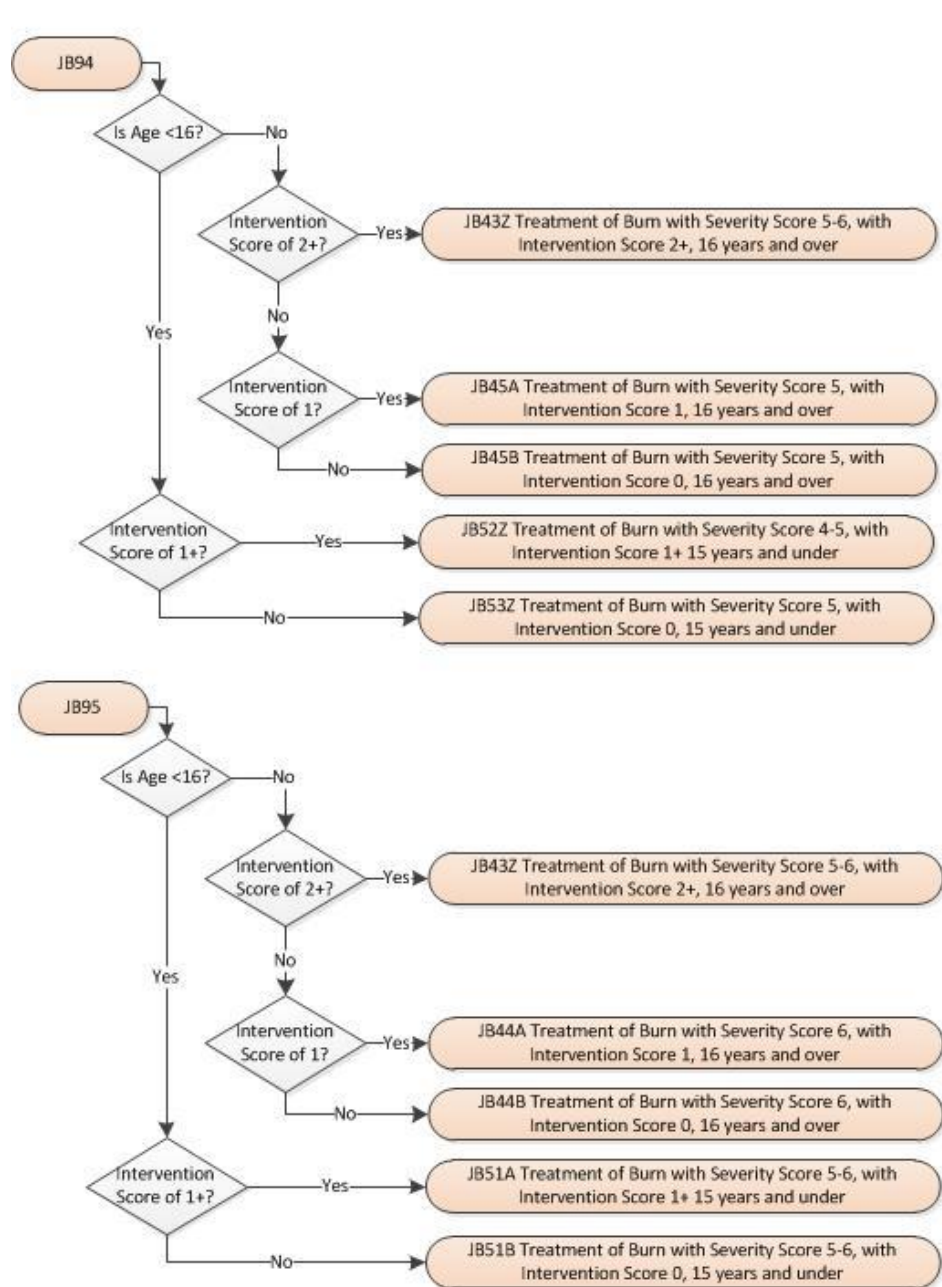 JB94
Is Age <16?
No
Intervention
Score of 2+?
Yes
JB43Z Treatment of Burn with Severity Score 5-6, with
Intervention Score 2+, 16 years and over
No
Yes
Intervention
Score of 1?
Yes
JB45A Treatment of Burn with Severity Score 5, with
Intervention Score 1, 16 years and over
No
JB45B Treatment of Burn with Severity Score 5, with
Intervention Score 0, 16 years and over
Intervention
Score of 1+?
Yes
JB52Z Treatment of Burn with Severity Score 4-5, with
Intervention Score 1+ 15 years and under
No
JB53Z Treatment of Burn with Severity Score 5, with
Intervention Score 0, 15 years and under
JB95
Is Age <16?
No
Intervention
Score of 2+?
Yes
JB43Z Treatment of Burn with Severity Score 5-6, with
Intervention Score 2+, 16 years and over
No
Yes
Intervention
Score of 1?
Yes
JB44A Treatment of Burn with Severity Score 6, with
Intervention Score 1, 16 years and over
No
JB44B Treatment of Burn with Severity Score 6, with
Intervention Score 0, 16 years and over
Intervention
Score of 1+?
Yes
JB51A Treatment of Burn with Severity Score 5-6, with
Intervention Score 1+ 15 years and under
No
JB51B Treatment of Burn with Severity Score 5-6, with
Intervention Score 0, 15 years and under